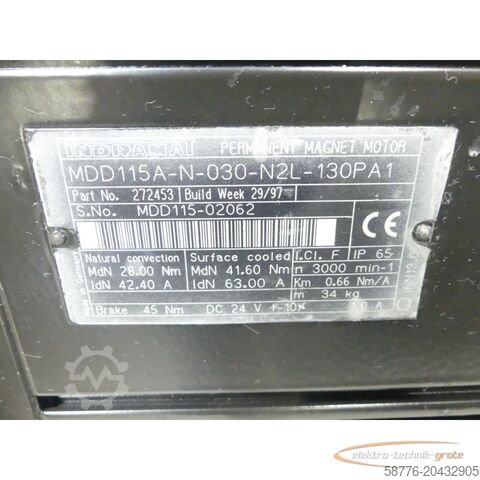 INDRAMAT PERMANENT MAGNET MOTOR
MDD115A-N-030-N2L-130PA1
Part No. 272453 Build Week 29/97
S.No. MDD115-02062
CE
Natural convection Surface cooled I.Cl. F IP 65
MdN 28.00 Nm MdN 41.60 Nm n 3000 min-1
IdN 42.40 A IdN 63.00 A Km 0.66 Nm/A
m 34 kg
Brake 45 Nm DC 24 V +-10%
in Germany
Machineseeker
elektro-technik-grote
58776-20432905